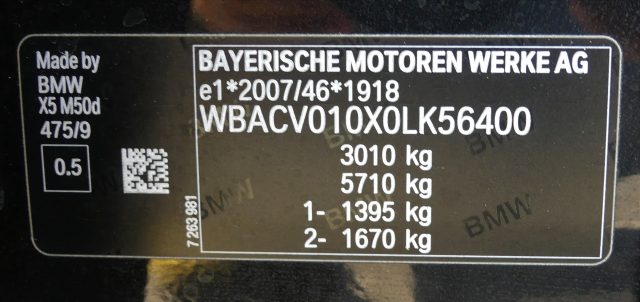 Made by
BMW
X5 M50d
475/9
0.5
7 263 981
BAYERISCHE MOTOREN WERKE AG
e1*2007/46*1918
WBACV010X0LK56400
3010 kg
5710 kg
1- 1395 kg
2- 1670 kg
BMW